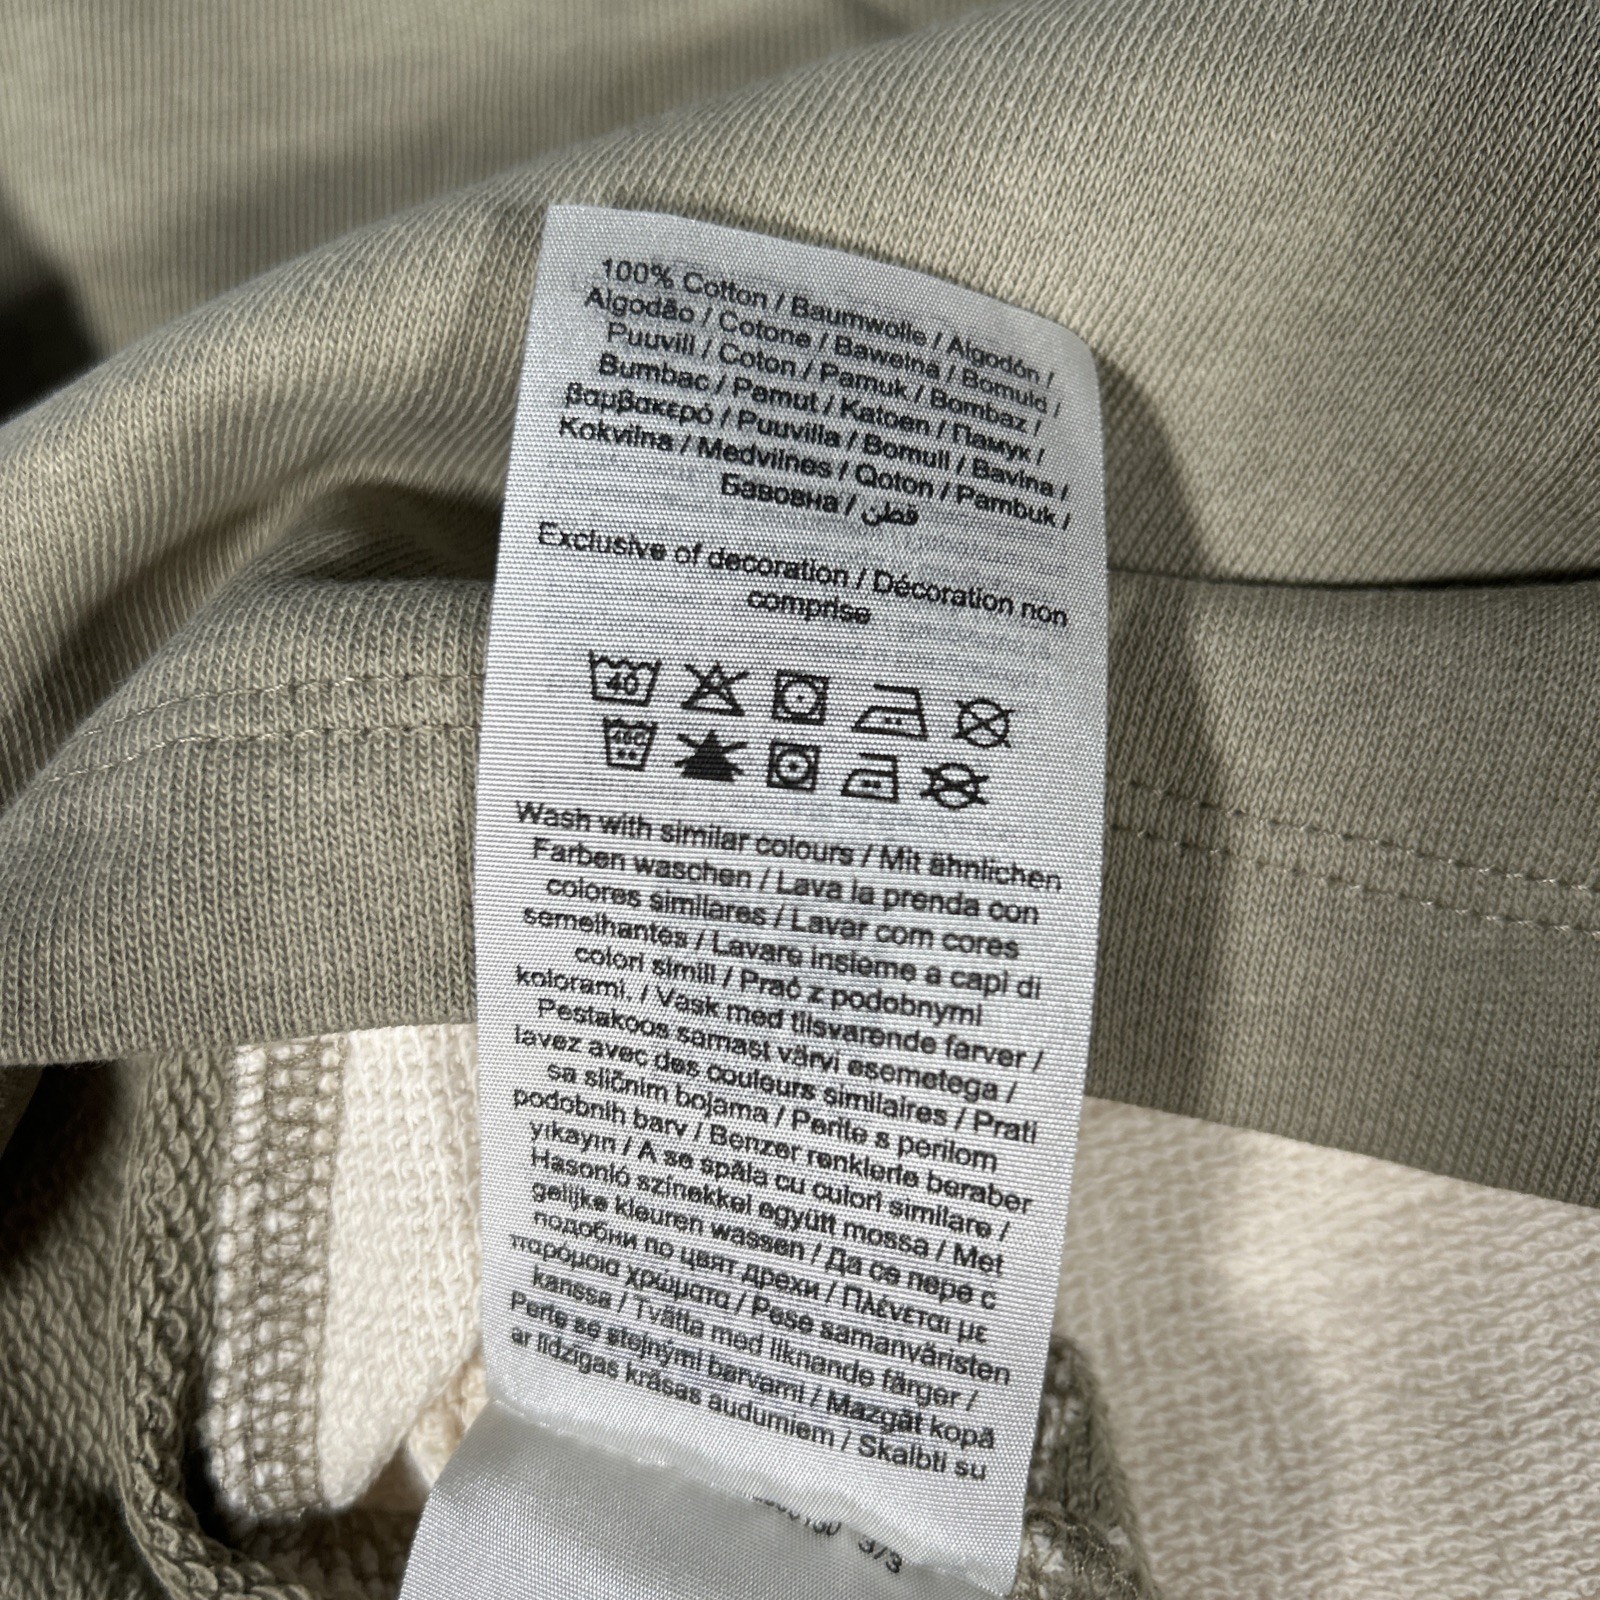 100% Cotton / Baumwolle / Algodón /
Algodão / Cotone / Bawełna / Bomuld /
Puuvill / Coton / Pamuk / Bombaz /
Bumbac / Pamut / Katoen / Памук /
βαμβακερό / Puuvilla / Bomull / Bavlna /
Kokvilna / Medvilnes / Qoton / Pambuk /
Бавовна / قطن
Exclusive of decoration / Décoration non
comprise
40
40C
Wash with similar colours / Mit ähnlichen
Farben waschen / Lava la prenda con
colores similares / Lavar com cores
semelhantes / Lavare insieme a capi di
colori simili / Prać z podobnymi
kolorami. / Vask med tilsvarende farver /
Pestakoos samast värvi esemetega /
lavez avec des couleurs similaires / Prati
sa sličnim bojama / Perite s perilom
podobnih barv / Benzer renklerle beraber
yıkayın / A se spăla cu culori similare /
Hasonló színekkel együtt mossa / Met
gelijke kleuren wassen / Да се пере с
подобни по цвят дрехи / Πλένεται με
παρόμοια χρώματα / Pese samanväristen
kanssa / Tvätta med liknande färger /
Perte se stejnými barvami / Mazgāt kopā
ar līdzīgas krāsas audumiem / Skalbti su
3/3